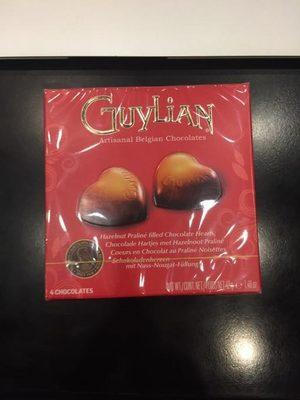 GUYLIAN
Artisanal Belgian Chocolates
Hazelnut Praliné filled Chocolate Hearts
Chocolade Hartjes met Hazelnoot Praliné
Coeurs en Chocolat au Praliné Noisettes
Schokoladenherzen
mit Nuss-Nougat-Füllung
4 CHOCOLATES